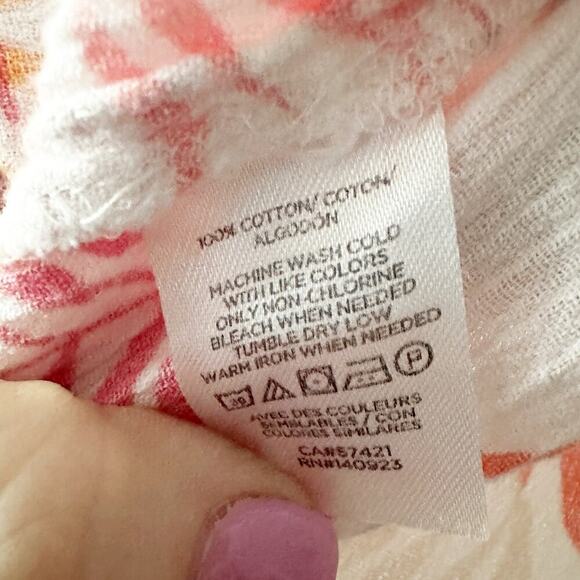 100% COTTON/ COTON/
ALGODÓN
MACHINE WASH COLD
WITH LIKE COLORS
ONLY NON-CHLORINE
BLEACH WHEN NEEDED
TUMBLE DRY LOW
WARM IRON WHEN NEEDED
30 H
AVEC DES COULEURS
SEMBLABLES / CON
COLORES SIMILARES
CA#57421
RN#140923